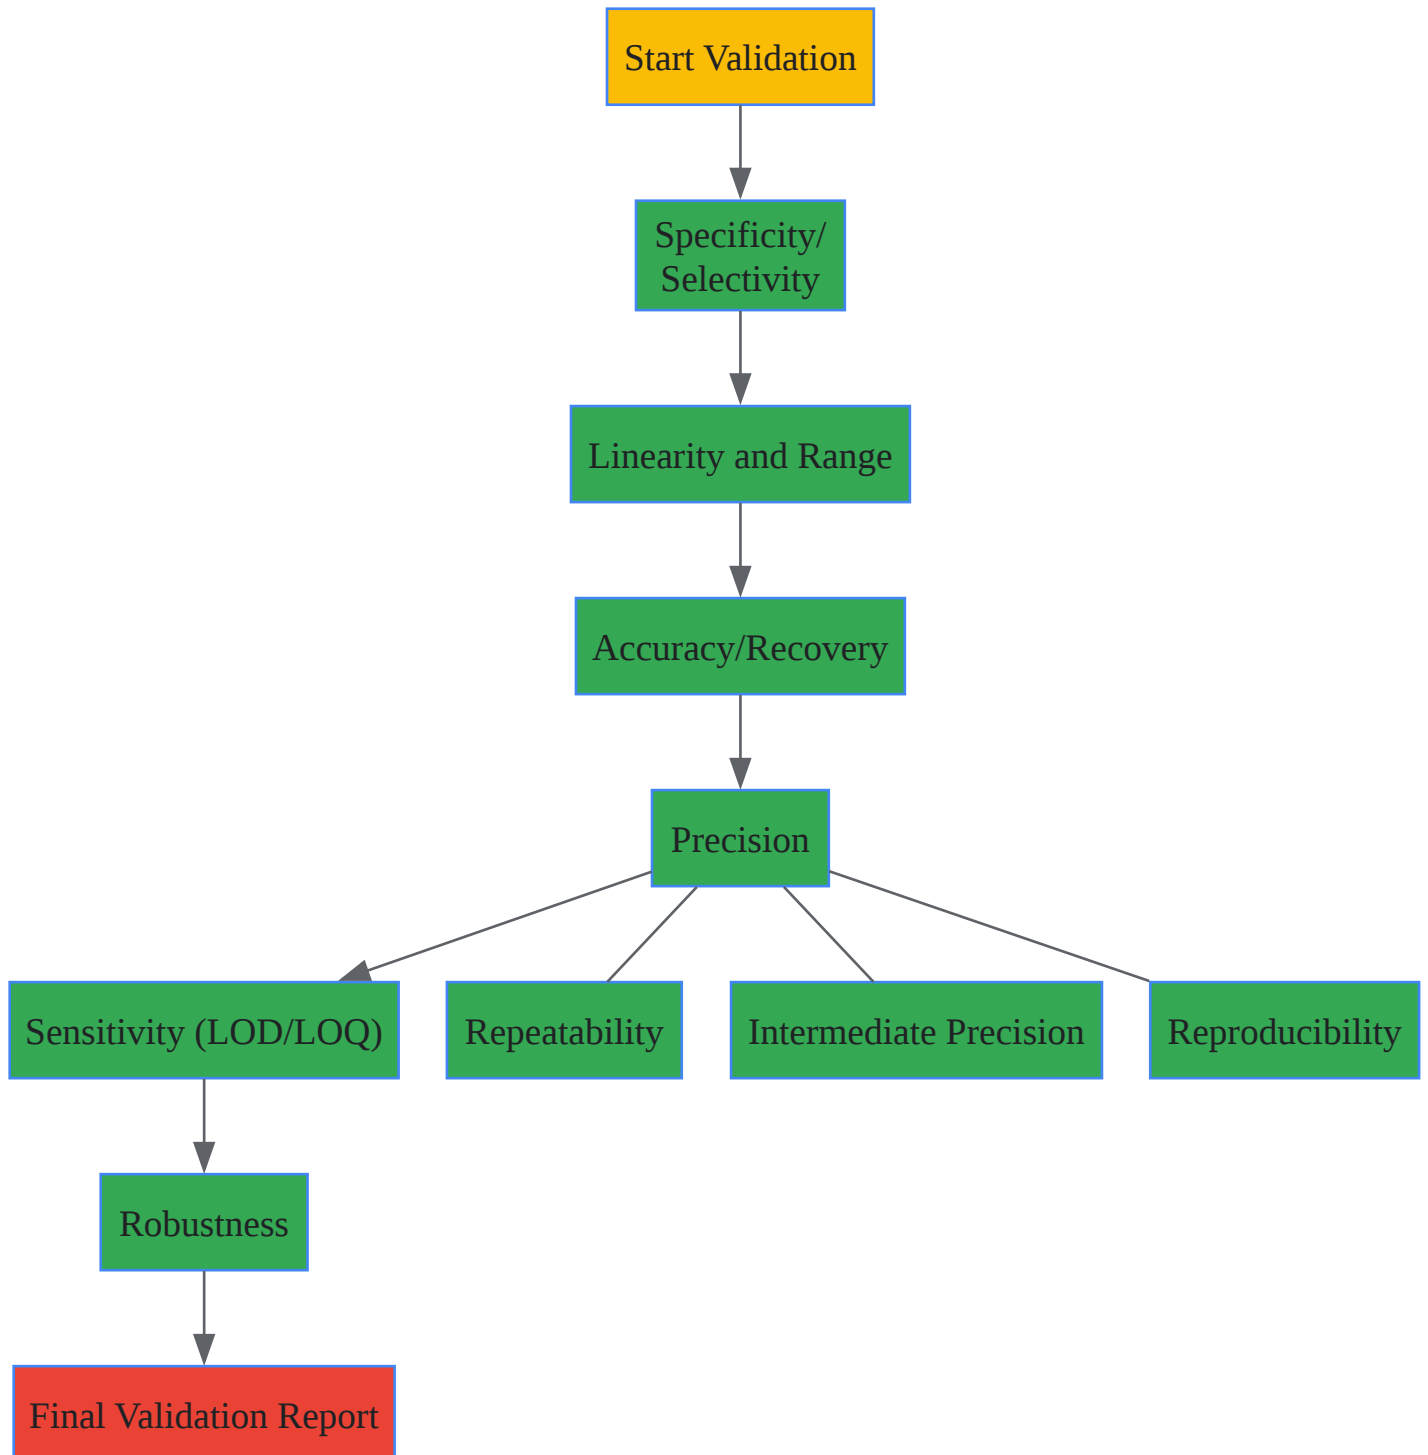 Start Validation
Specificity/
Selectivity
Linearity and Range
Accuracy/Recovery
Precision
Sensitivity (LOD/LOQ)
Repeatability
Intermediate Precision
Reproducibility
Robustness
Final Validation Report